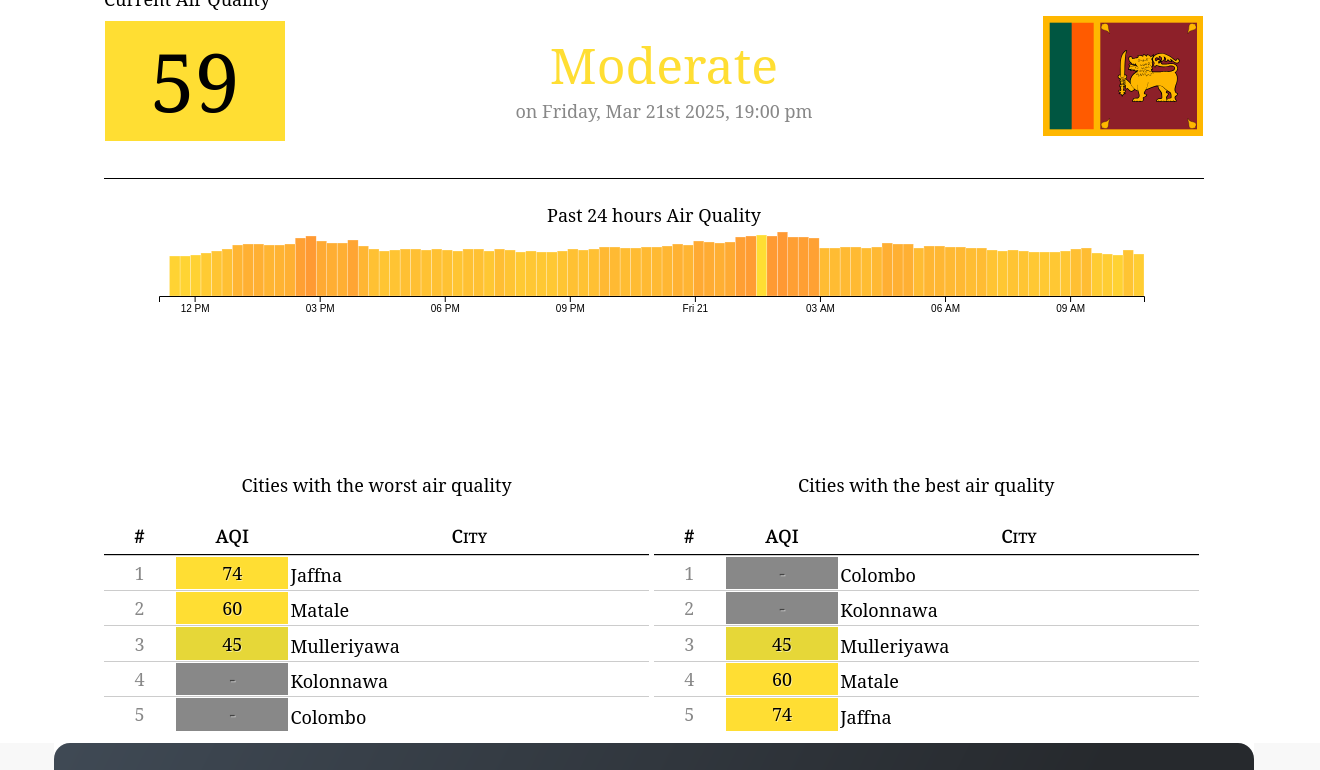 Current Air Quality
59
Moderate
on Friday, Mar 21st 2025, 19:00 pm
Past 24 hours Air Quality
12 PM 03 PM 06 PM 09 PM Fri 21 03 AM 06 AM 09 AM
Cities with the worst air quality
# AQI City
1 74 Jaffna
2 60 Matale
3 45 Mulleriyawa
4 - Kolonnawa
5 - Colombo
Cities with the best air quality
# AQI City
1 - Colombo
2 - Kolonnawa
3 45 Mulleriyawa
4 60 Matale
5 74 Jaffna